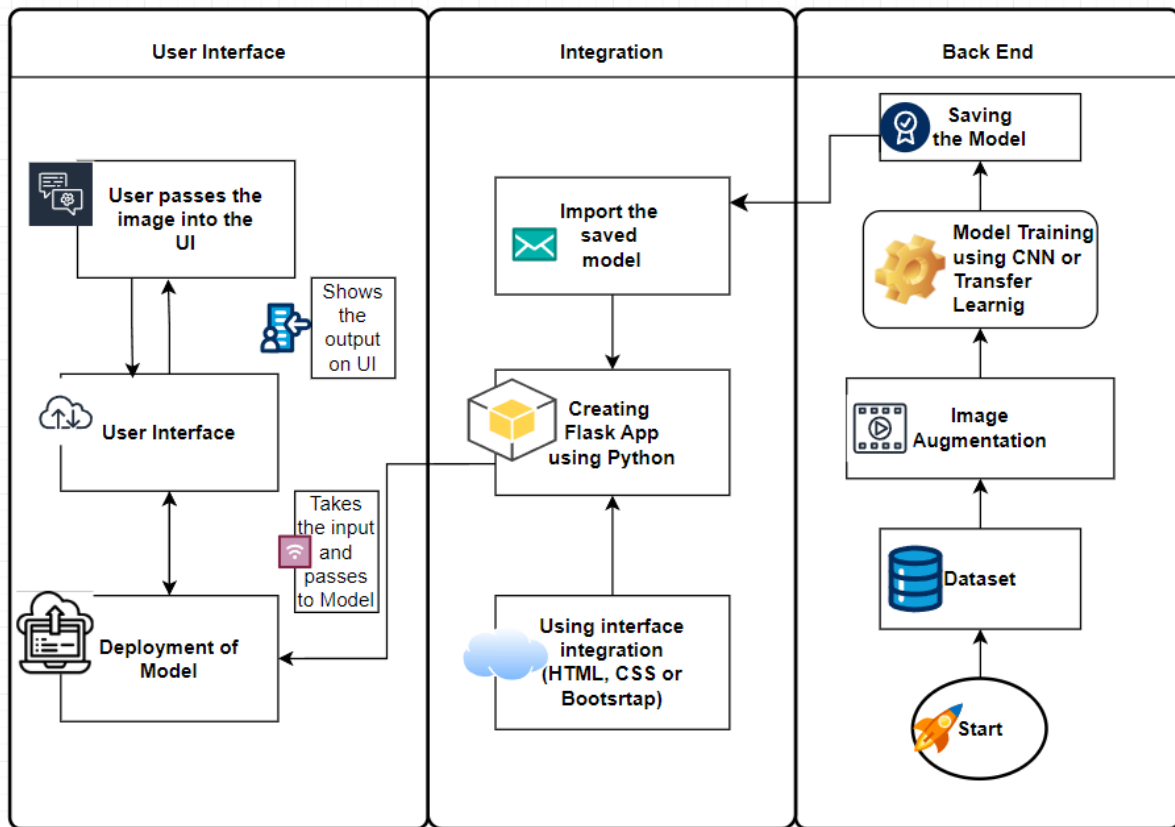 User Interface
Integration
Back End
User passes the
image into the
UI
Shows
the
output
on UI
User Interface
Takes
the input
and
passes
to Model
Deployment of
Model
Import the
saved
model
Creating
Flask App
using Python
Using interface
integration
(HTML, CSS or
Bootsrtap)
Saving
the Model
Model Training
using CNN or
Transfer
Learnig
Image
Augmentation
Dataset
Start